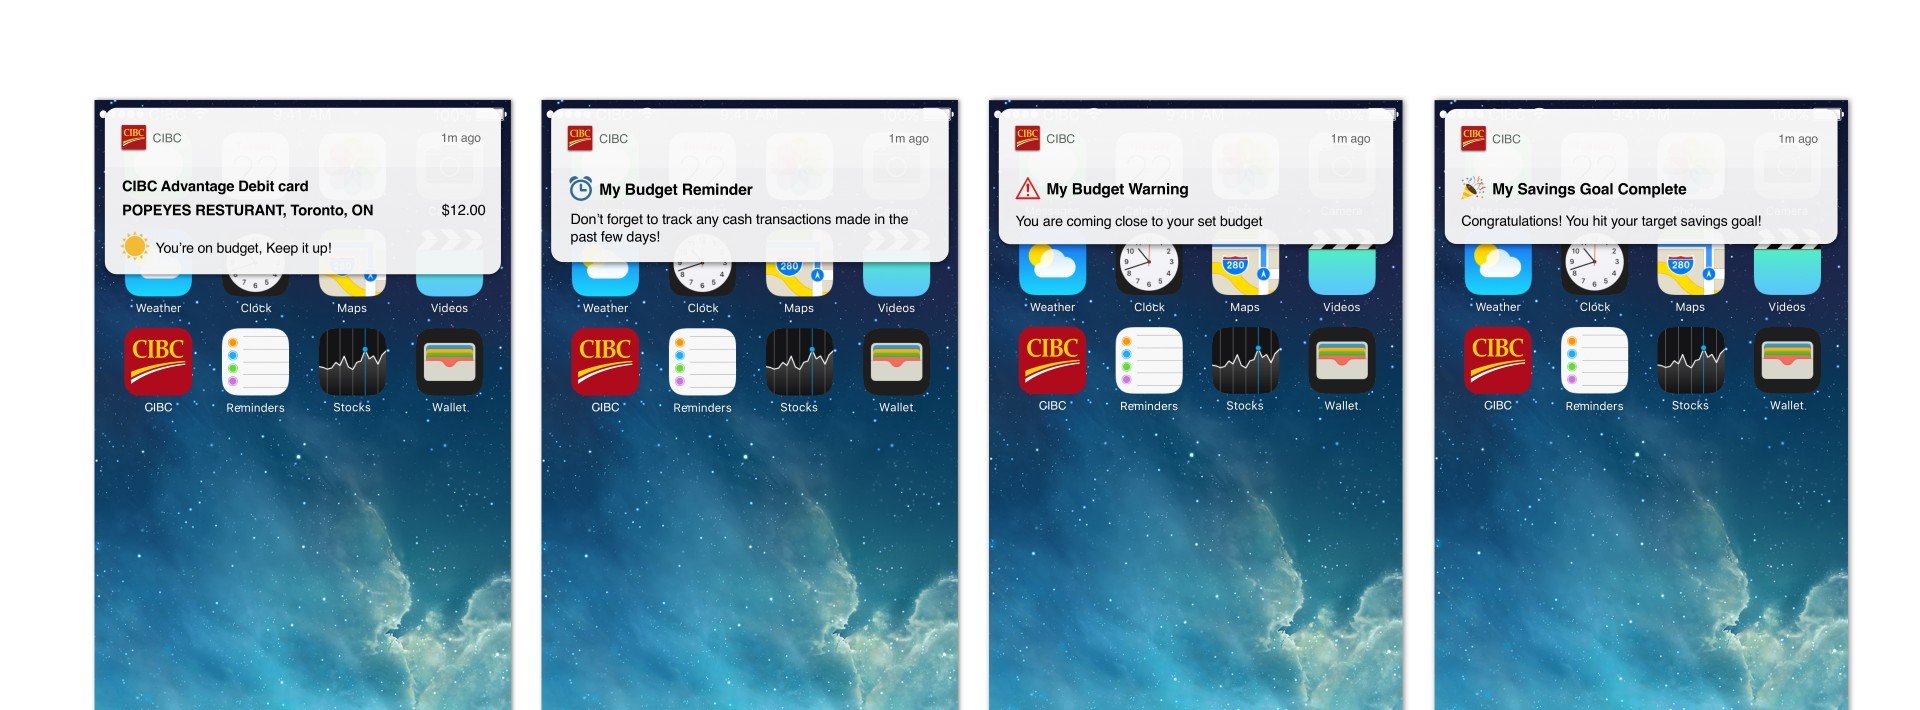 CIBC
CIBC 1m ago
CIBC Advantage Debit card
POPEYES RESTURANT, Toronto, ON $12.00
You're on budget, Keep it up!
Weather Clock Maps Videos
CIBC
CIBC Reminders Stocks Wallet
CIBC
CIBC 1m ago
My Budget Reminder
Don't forget to track any cash transactions made in the
past few days!
280
Weather Clock Maps Videos
CIBC
CIBC Reminders Stocks Wallet
CIBC
CIBC 1m ago
My Budget Warning
You are coming close to your set budget
280
Weather Clock Maps Videos
CIBC
CIBC Reminders Stocks Wallet
CIBC
CIBC 1m ago
My Savings Goal Complete
Congratulations! You hit your target savings goal!
280
Weather Clock Maps Videos
CIBC
CIBC Reminders Stocks Wallet